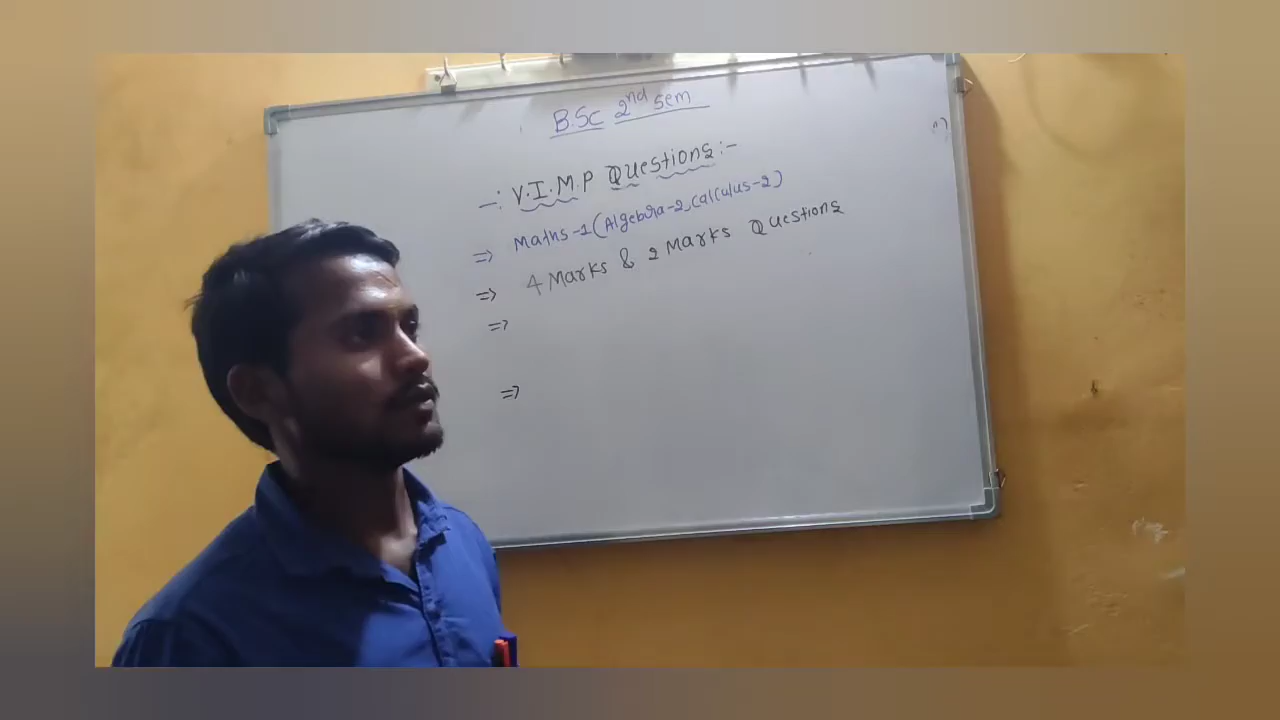 B.Sc 2nd Sem
-: V.I.M.P Questions:-
=> Maths-1(Algebra-2,Calculus-2)
=> 4 Marks & 2 Marks Questions
=>
=>